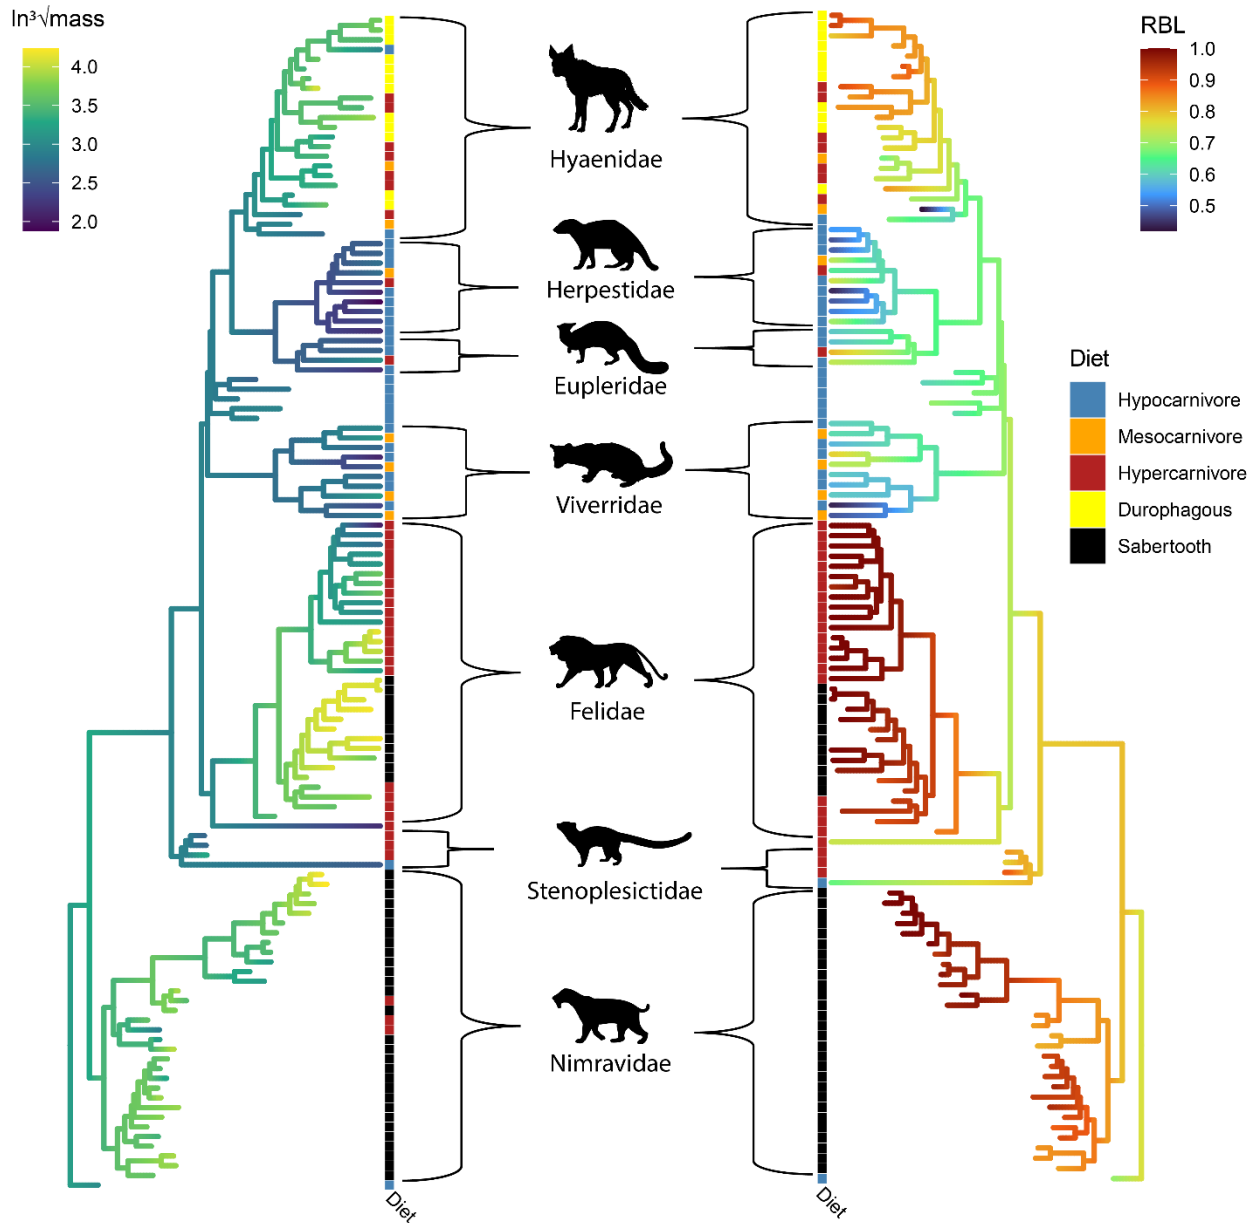 ln³√mass
4.0
3.5
3.0
2.5
2.0
RBL
1.0
0.9
0.8
0.7
0.6
0.5
Hyaenidae
Herpestidae
Eupleridae
Viverridae
Felidae
Stenoplesictidae
Nimravidae
Diet
Hypocarnivore
Mesocarnivore
Hypercarnivore
Durophagous
Sabertooth
Diet
Diet